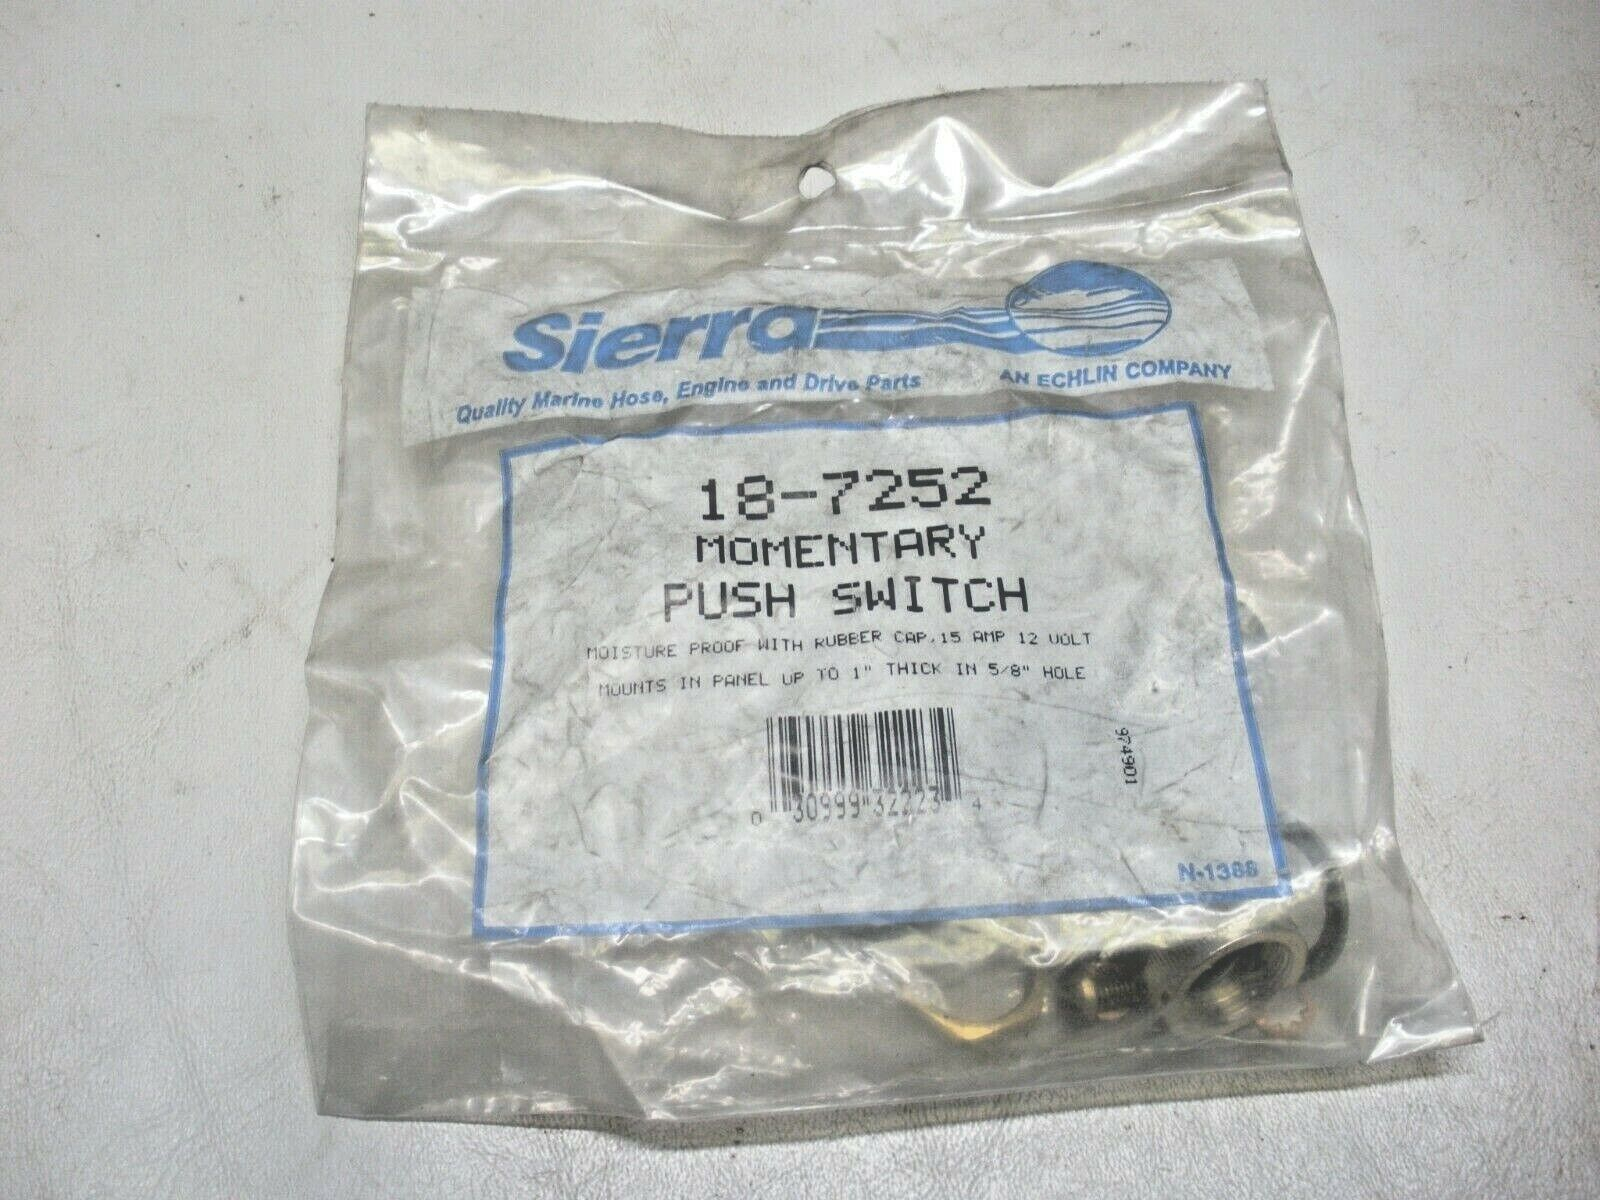 Sierra
Quality Marine Hose, Engine and Drive Parts
AN ECHLIN COMPANY
18-7252
MOMENTARY
PUSH SWITCH
MOISTURE PROOF WITH RUBBER CAP, 15 AMP 12 VOLT
MOUNTS IN PANEL UP TO 1" THICK IN 5/8" HOLE
974901
0 30999 32223 4
N-1388